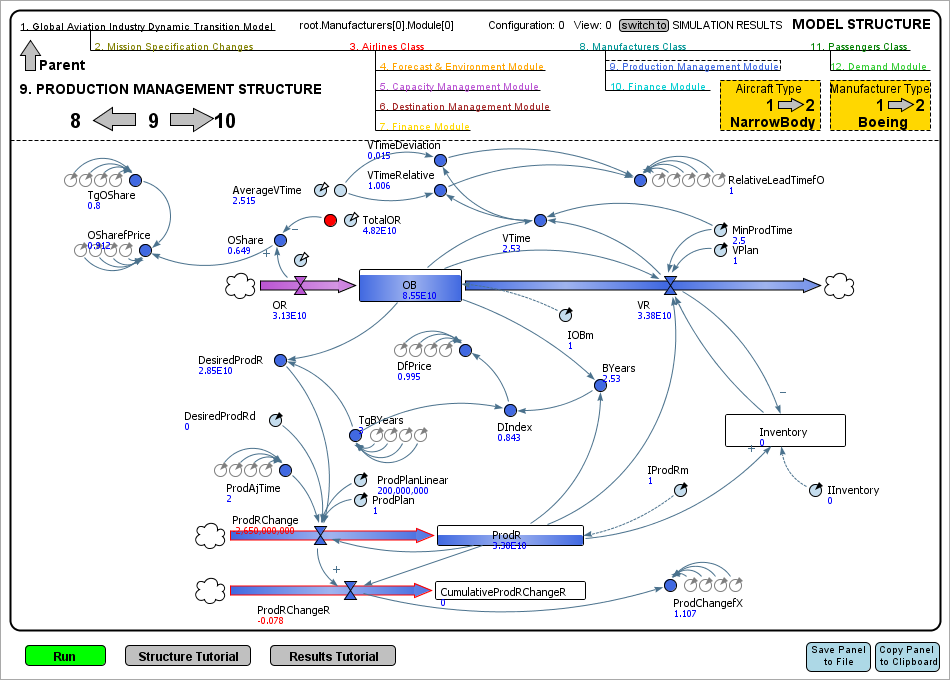 1. Global Aviation Industry Dynamic Transition Model
root.Manufacturers[0].Module[0]
Configuration: 0
View: 0
switch to
SIMULATION RESULTS
MODEL STRUCTURE
2. Mission Specification Changes
3. Airlines Class
8. Manufacturers Class
11. Passengers Class
Parent
4. Forecast & Environment Module
9. Production Management Module
12. Demand Module
5. Capacity Management Module
10. Finance Module
9. PRODUCTION MANAGEMENT STRUCTURE
6. Destination Management Module
7. Finance Module
8
9
10
Aircraft Type
1
2
NarrowBody
Manufacturer Type
1
2
Boeing
VTimeDeviation
0.015
VTimeRelative
1.006
TgOShare
0.8
AverageVTime
2.515
RelativeLeadTimefO
1
OSharefPrice
0.912
OShare
0.649
TotalOR
4.82E10
VTime
2.53
MinProdTime
2.5
VPlan
1
−
+
OB
8.55E10
OR
3.13E10
VR
3.38E10
IOBm
1
DesiredProdR
2.85E10
DfPrice
0.995
BYears
2.53
DesiredProdRd
0
TgBYears
3
DIndex
0.843
−
Inventory
0
+
ProdAjTime
2
ProdPlanLinear
200,000,000
ProdPlan
1
IProdRm
1
IInventory
0
ProdRChange
-2,650,000,000
ProdR
3.38E10
+
CumulativeProdRChangeR
0
ProdRChangeR
-0.078
ProdChangefX
1.107
Run
Structure Tutorial
Results Tutorial
Save Panel
to File
Copy Panel
to Clipboard